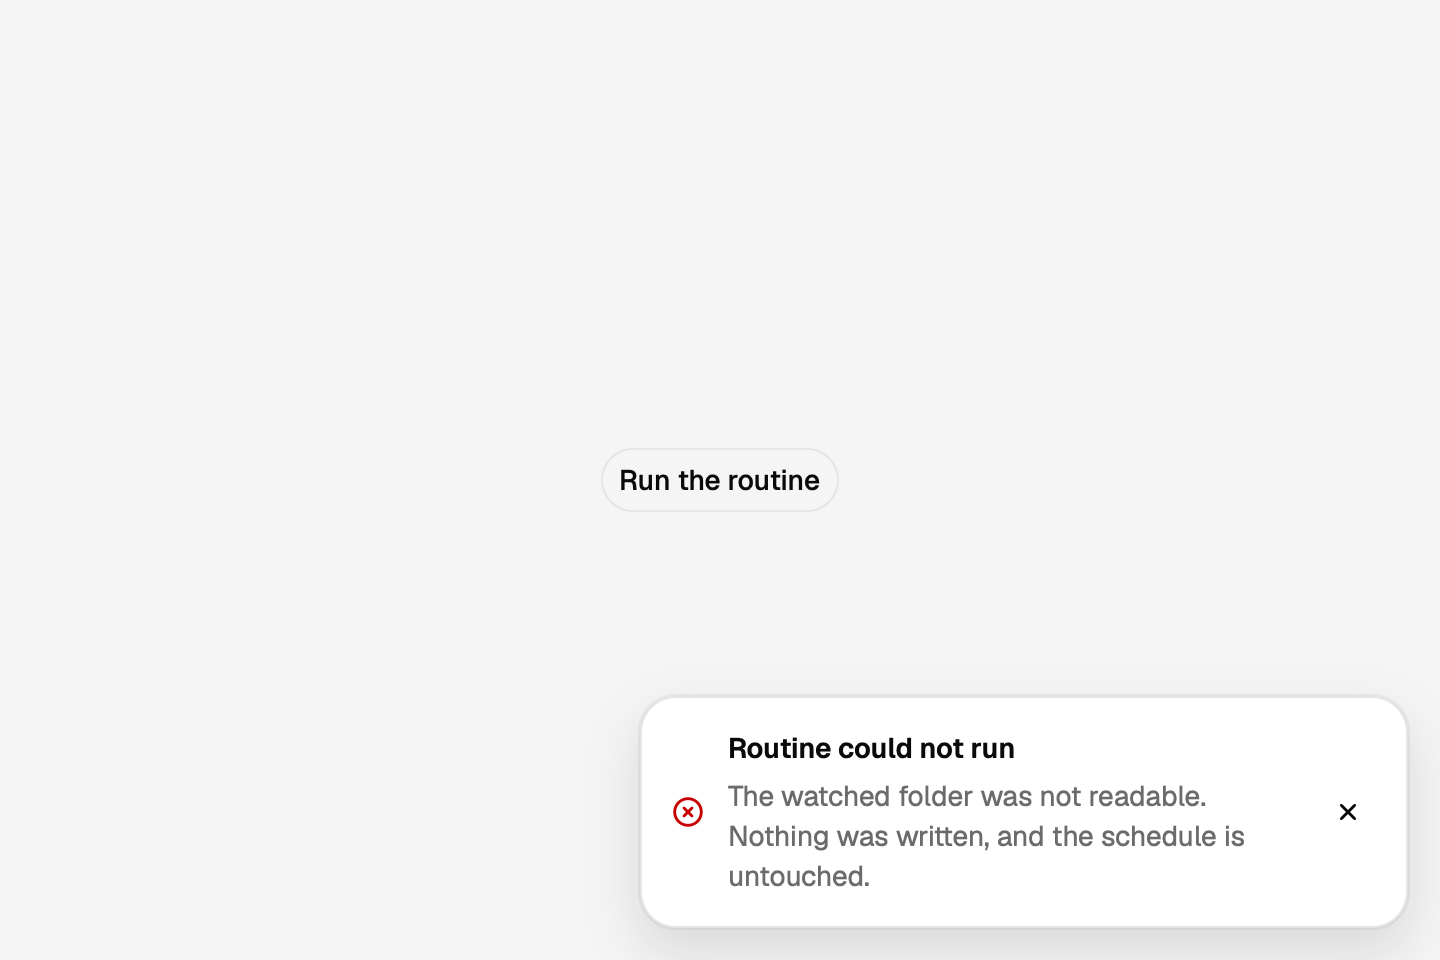 Run the routine
Routine could not run
The watched folder was not readable.
Nothing was written, and the schedule is
untouched.